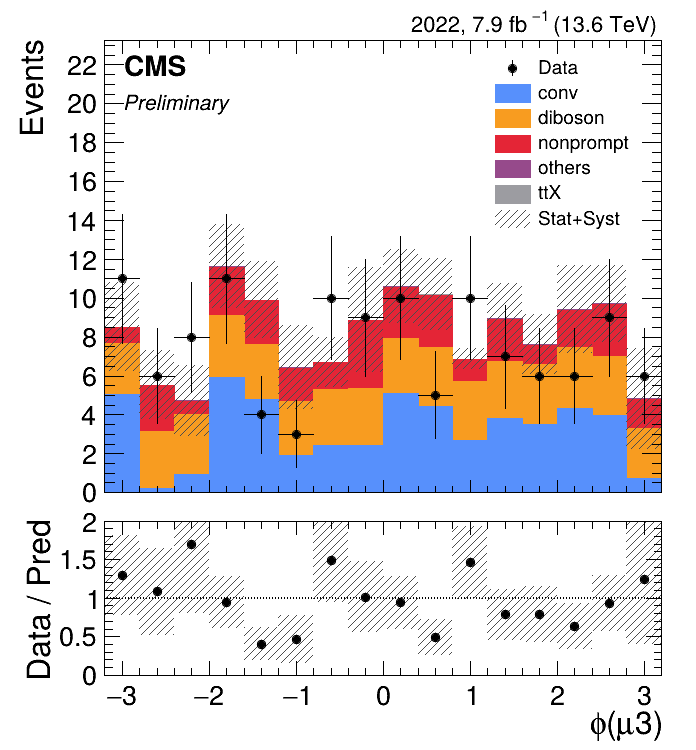 2022, 7.9 fb⁻¹ (13.6 TeV)
CMS
Preliminary
Data
conv
diboson
nonprompt
others
ttX
Stat+Syst
Events
22
20
18
16
14
12
10
8
6
4
2
0
Data / Pred
2
1.5
1
0.5
0
−3 −2 −1 0 1 2 3
ϕ(μ3)